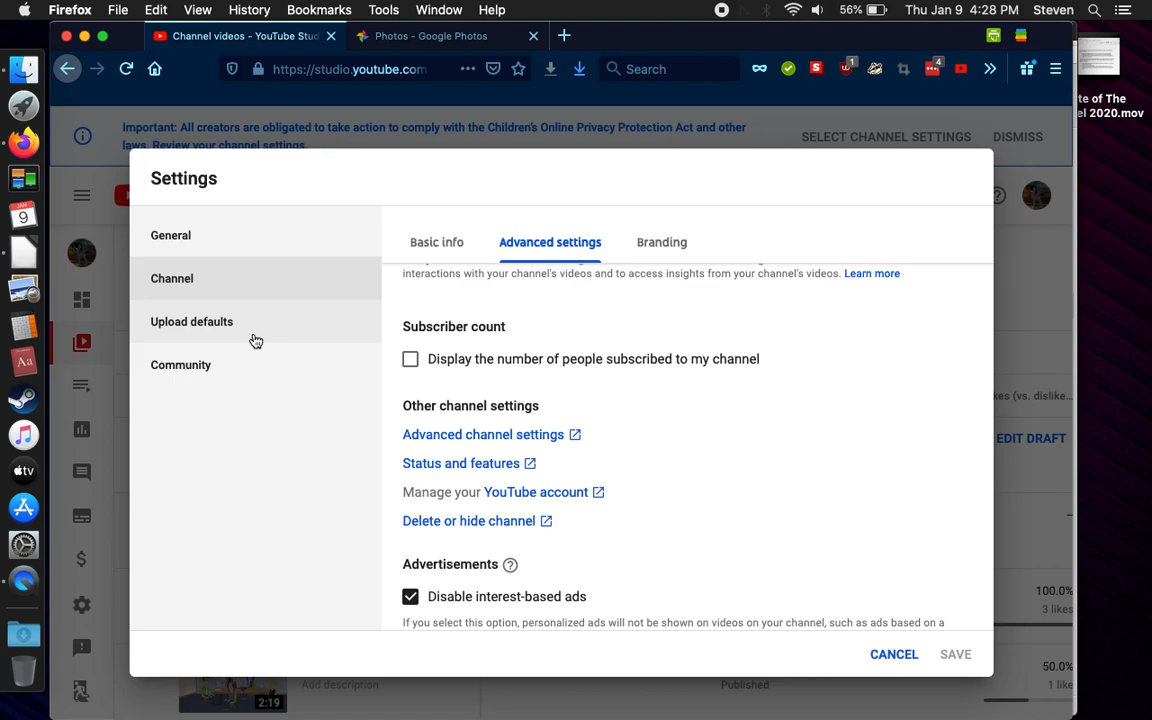 Firefox File Edit View History Bookmarks Tools Window Help 56% Thu Jan 9 4:28 PM Steven
Channel videos - YouTube Stud Photos - Google Photos
https://studio.youtube.com Search 1 4
te of The
el 2020.mov
Important: All creators are obligated to take action to comply with the Children's Online Privacy Protection Act and other
laws. Review your channel settings.
SELECT CHANNEL SETTINGS DISMISS
Settings
General
Channel
Upload defaults
Community
Basic info Advanced settings Branding
interactions with your channel's videos and to access insights from your channel's videos. Learn more
Subscriber count
Display the number of people subscribed to my channel
Other channel settings
Advanced channel settings
Status and features
Manage your YouTube account
Delete or hide channel
Advertisements
Disable interest-based ads
If you select this option, personalized ads will not be shown on videos on your channel, such as ads based on a
CANCEL SAVE
kes (vs. dislike...
EDIT DRAFT
100.0%
3 likes
50.0%
1 like
Add description Published
2:19
JAN
9
Aa
tv